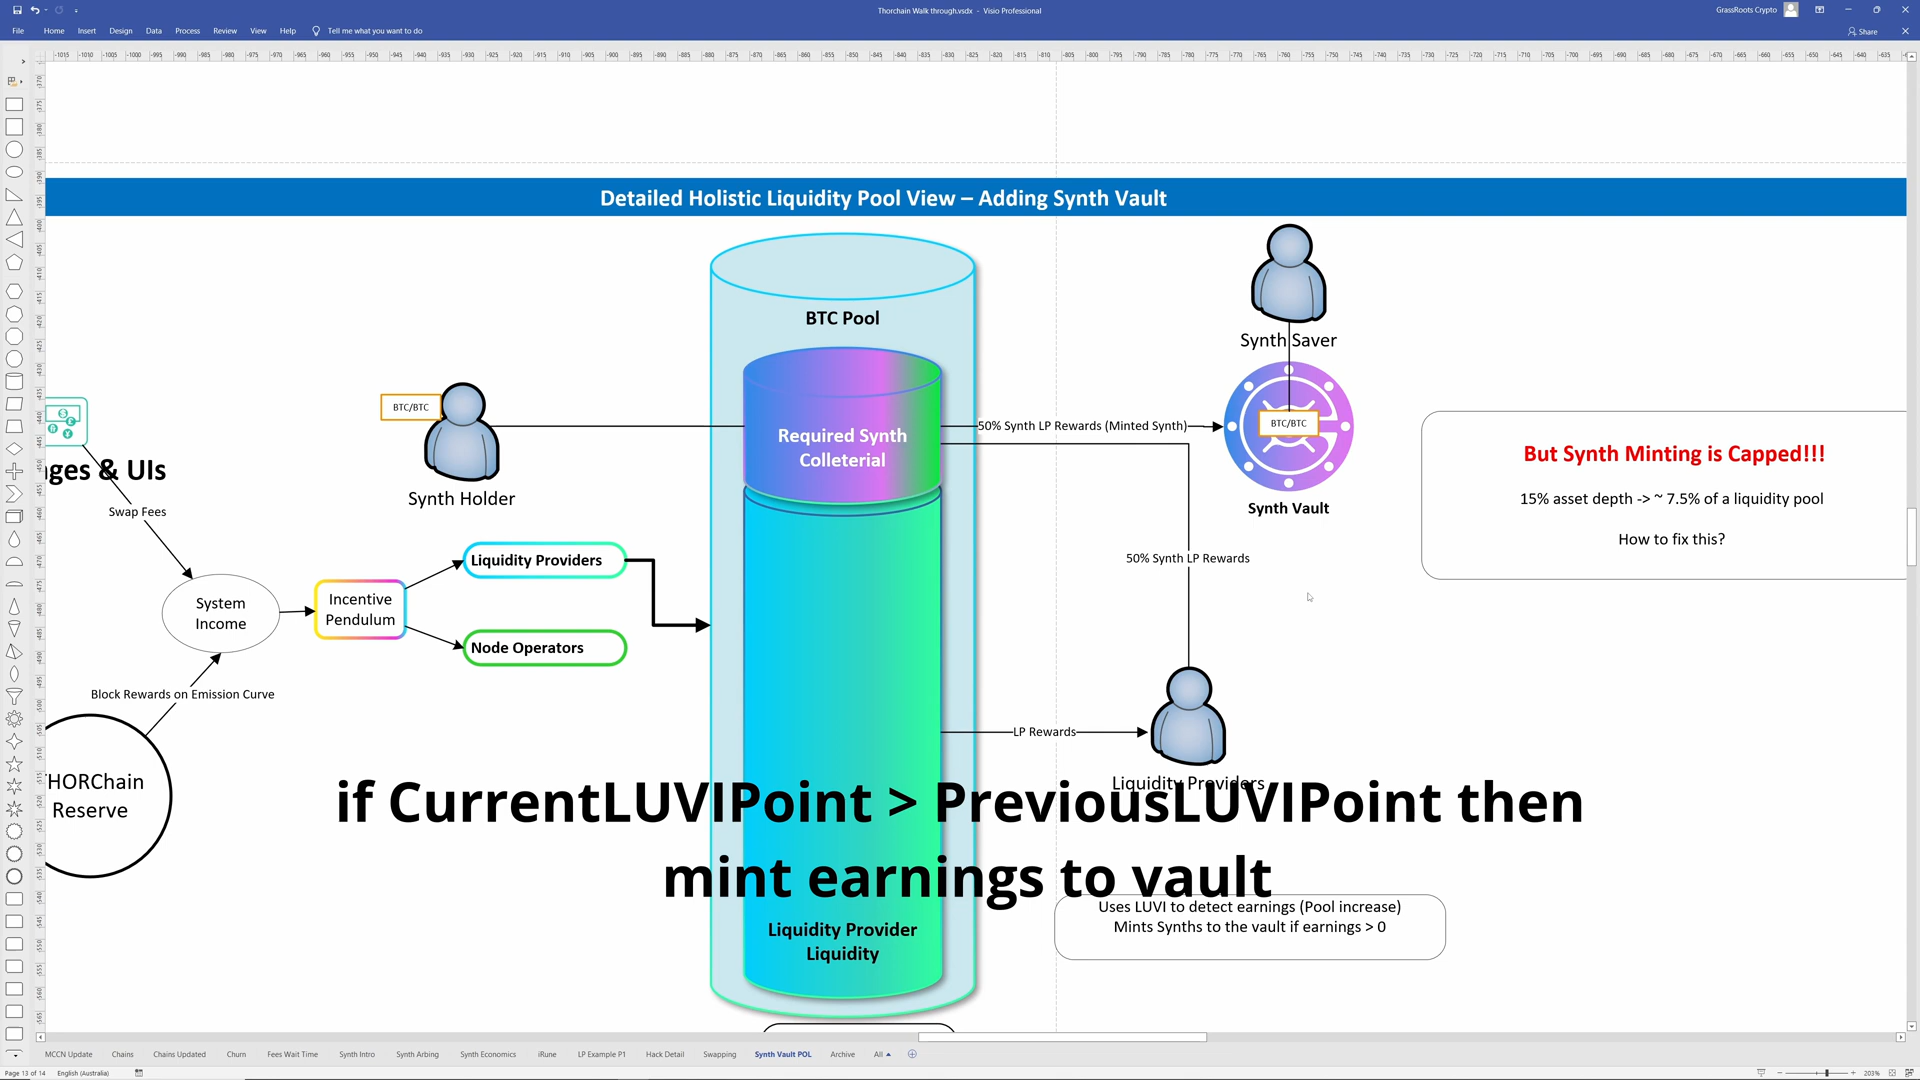 Thorchain Walk through.vsdx - Visio Professional
GrassRoots Crypto
File Home Insert Design Data Process Review View Help Tell me what you want to do
Share
Detailed Holistic Liquidity Pool View – Adding Synth Vault
BTC Pool
Synth Saver
BTC/BTC
Required Synth
Colleterial
50% Synth LP Rewards (Minted Synth)
BTC/BTC
Synth Holder
Synth Vault
But Synth Minting is Capped!!!
15% asset depth -> ~ 7.5% of a liquidity pool
How to fix this?
ges & UIs
Swap Fees
50% Synth LP Rewards
Liquidity Providers
System
Income
Incentive
Pendulum
Node Operators
Block Rewards on Emission Curve
LP Rewards
HORChain
Reserve
Liquidity Providers
if CurrentLUVIPoint > PreviousLUVIPoint then
mint earnings to vault
Uses LUVI to detect earnings (Pool increase)
Mints Synths to the vault if earnings > 0
Liquidity Provider
Liquidity
MCCN Update Chains Chains Updated Churn Fees Wait Time Synth Intro Synth Arbing Synth Economics iRune LP Example P1 Hack Detail Swapping Synth Vault POL Archive All
Page 13 of 14 English (Australia)
203%